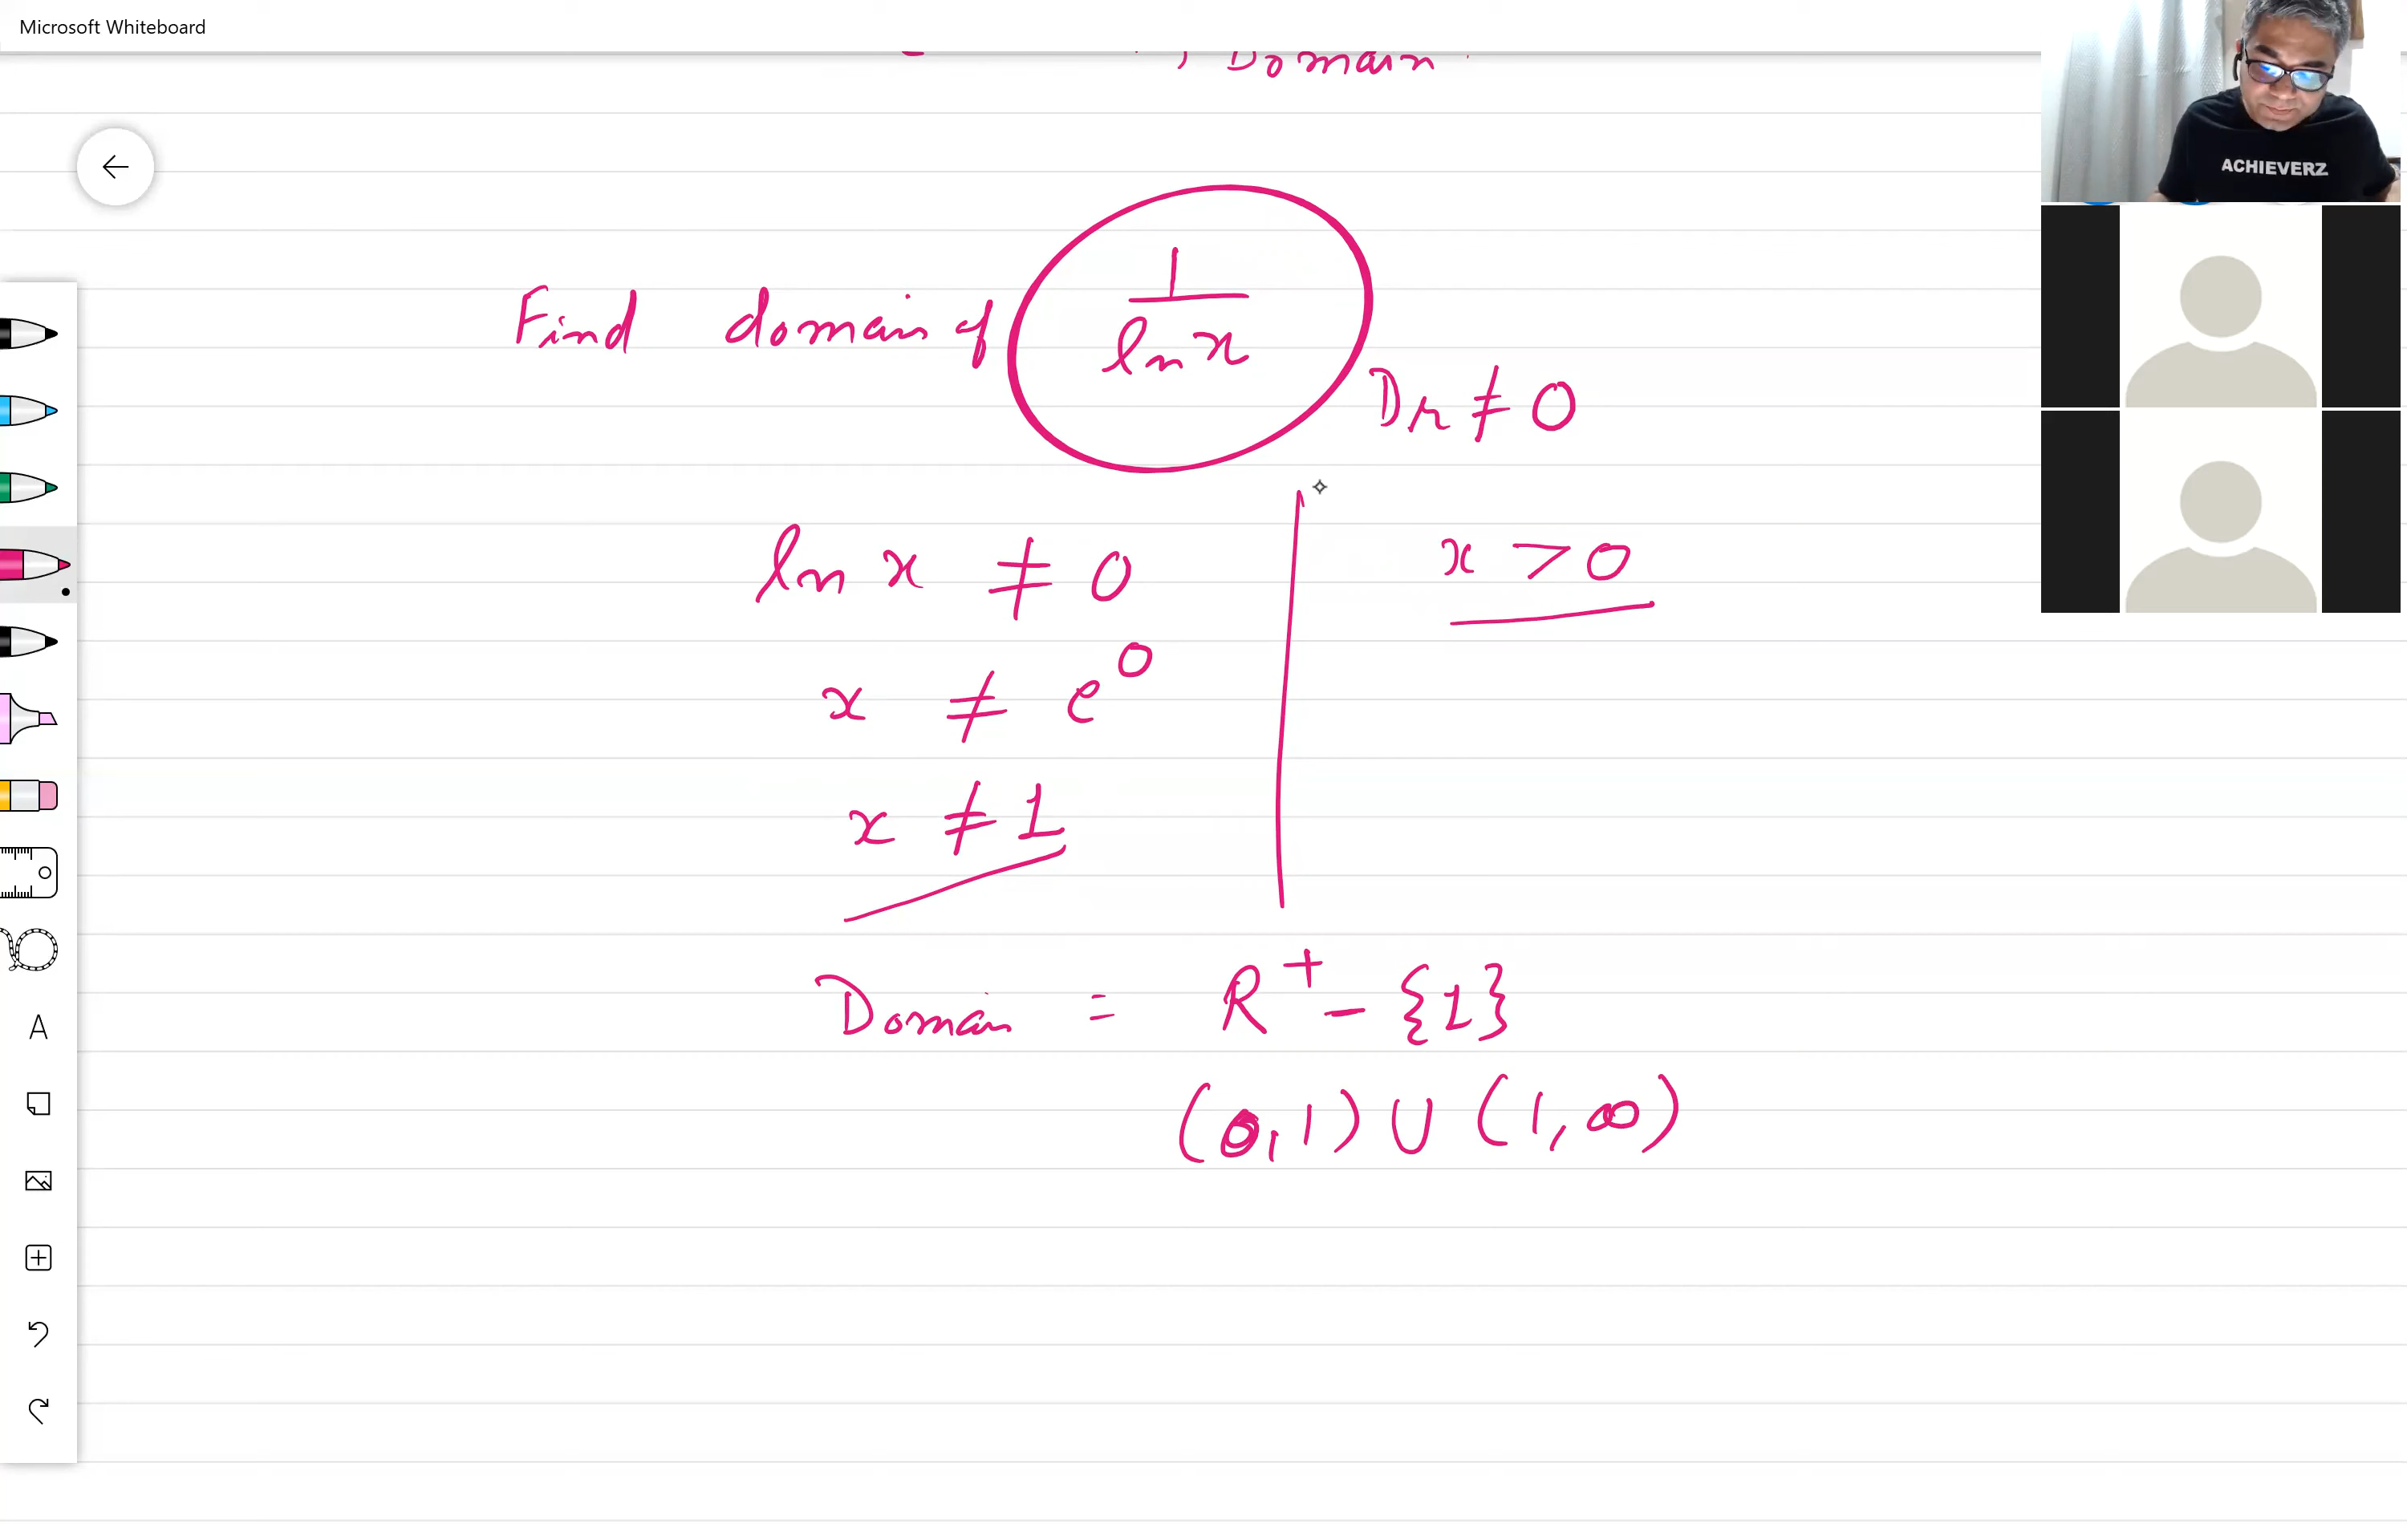 Microsoft Whiteboard
, Domain.
ACHIEVERZ
Find domain of 1/ln x
Dr ≠ 0
ln x ≠ 0
x > 0
x ≠ e⁰
x ≠ 1
Domain = R⁺ - {1}
(0,1) ∪ (1,∞)
A